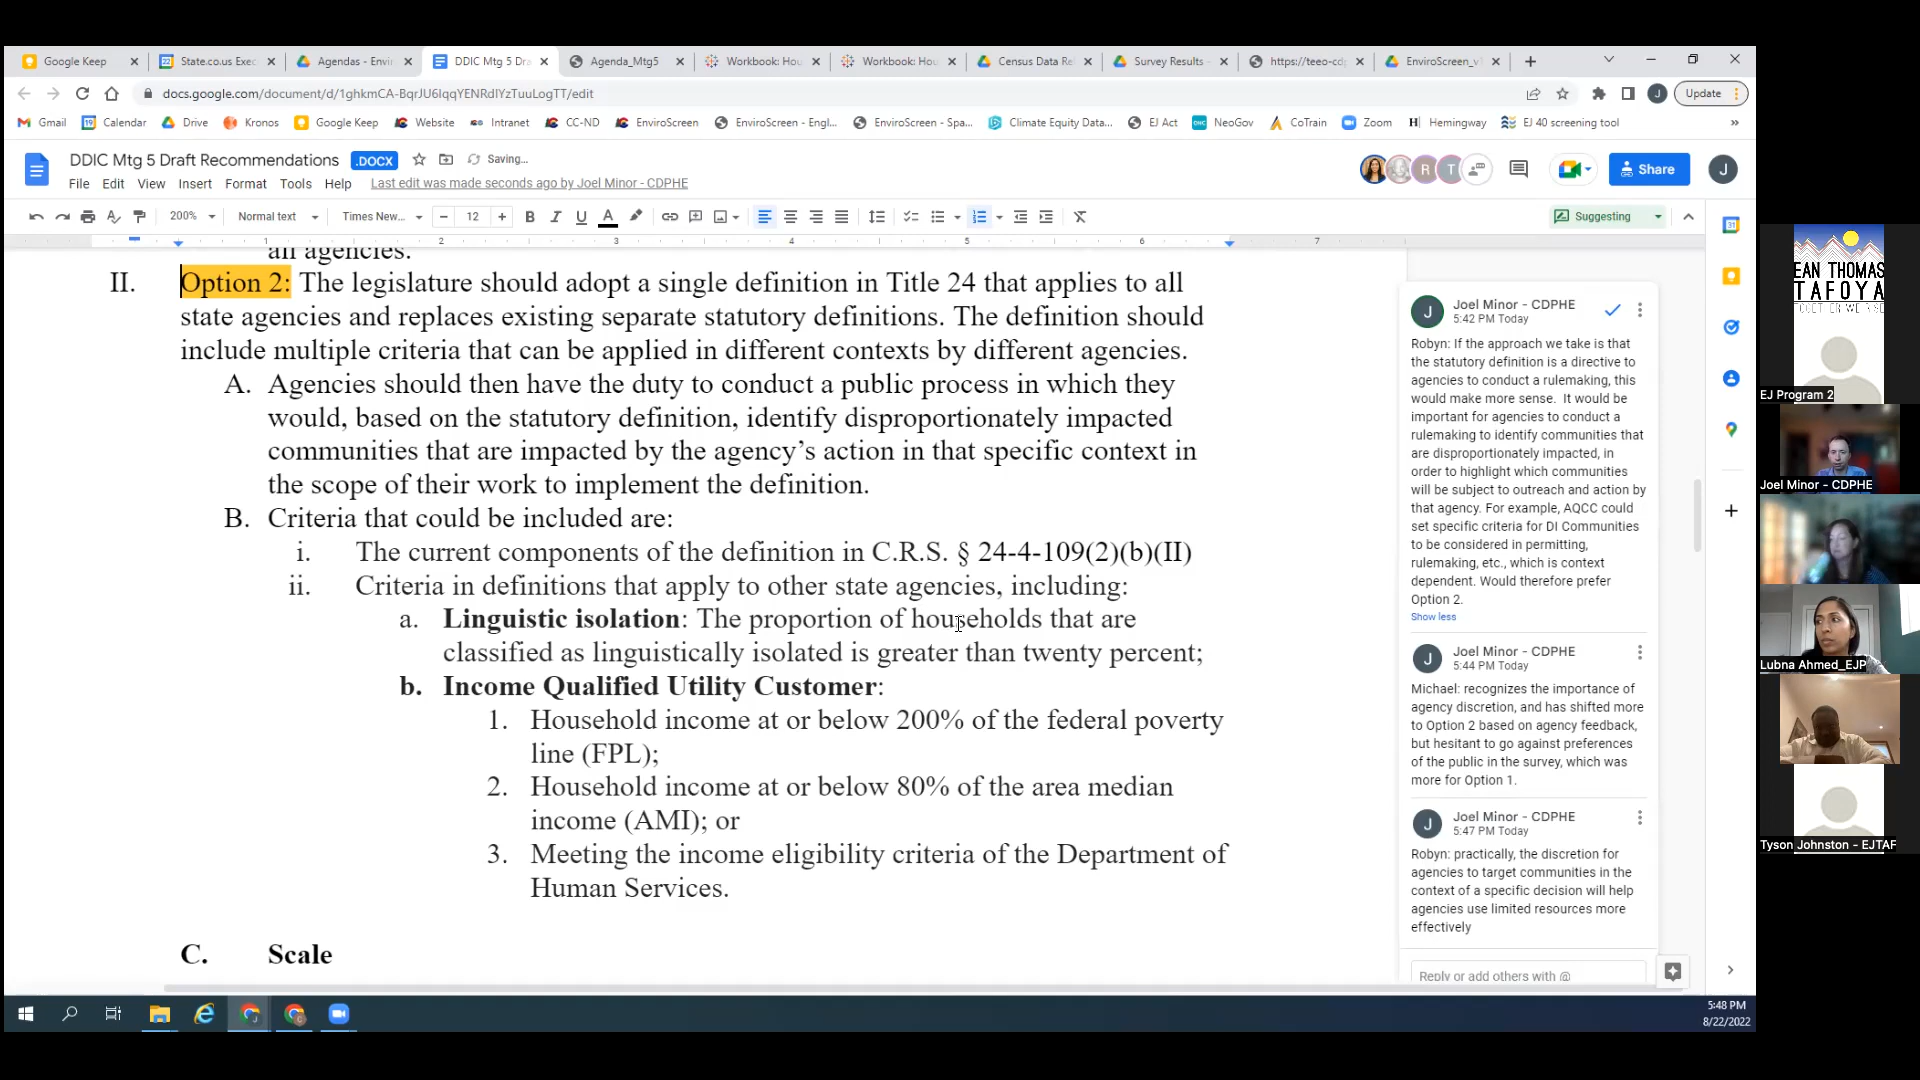 Google Keep
State.co.us Exec
Agendas - Envi
DDIC Mtg 5 Dra
Agenda_Mtg5
Workbook: Hou
Workbook: Hou
Census Data Re
Survey Results -
https://teeo-cdp
EnviroScreen_v
docs.google.com/document/d/1ghkmCA-BqrJU6IqqYENRdIYzTuuLogTT/edit
Update
Gmail
Calendar
Drive
Kronos
Google Keep
Website
Intranet
CC-ND
EnviroScreen
EnviroScreen - Engl...
EnviroScreen - Spa...
Climate Equity Data...
EJ Act
NeoGov
CoTrain
Zoom
Hemingway
EJ 40 screening tool
DDIC Mtg 5 Draft Recommendations .DOCX Saving...
File Edit View Insert Format Tools Help Last edit was made seconds ago by Joel Minor - CDPHE
R T Share J
200% Normal text Times New... 12 B I U A Suggesting
1 2 3 4 5 6 7
all agencies.
II. Option 2: The legislature should adopt a single definition in Title 24 that applies to all
state agencies and replaces existing separate statutory definitions. The definition should
include multiple criteria that can be applied in different contexts by different agencies.
A. Agencies should then have the duty to conduct a public process in which they
would, based on the statutory definition, identify disproportionately impacted
communities that are impacted by the agency’s action in that specific context in
the scope of their work to implement the definition.
B. Criteria that could be included are:
i. The current components of the definition in C.R.S. § 24-4-109(2)(b)(II)
ii. Criteria in definitions that apply to other state agencies, including:
a. Linguistic isolation: The proportion of households that are
classified as linguistically isolated is greater than twenty percent;
b. Income Qualified Utility Customer:
1. Household income at or below 200% of the federal poverty
line (FPL);
2. Household income at or below 80% of the area median
income (AMI); or
3. Meeting the income eligibility criteria of the Department of
Human Services.
C. Scale
J Joel Minor - CDPHE
5:42 PM Today
Robyn: If the approach we take is that
the statutory definition is a directive to
agencies to conduct a rulemaking, this
would make more sense. It would be
important for agencies to conduct a
rulemaking to identify communities that
are disproportionately impacted, in
order to highlight which communities
will be subject to outreach and action by
that agency. For example, AQCC could
set specific criteria for DI Communities
to be considered in permitting,
rulemaking, etc., which is context
dependent. Would therefore prefer
Option 2.
Show less
J Joel Minor - CDPHE
5:44 PM Today
Michael: recognizes the importance of
agency discretion, and has shifted more
to Option 2 based on agency feedback,
but hesitant to go against preferences
of the public in the survey, which was
more for Option 1.
J Joel Minor - CDPHE
5:47 PM Today
Robyn: practically, the discretion for
agencies to target communities in the
context of a specific decision will help
agencies use limited resources more
effectively
Reply or add others with @
5:48 PM
8/22/2022
EAN THOMAS
TAFOYA
EJ Program 2
Joel Minor - CDPHE
Lubna Ahmed_EJP
Tyson Johnston - EJTAF